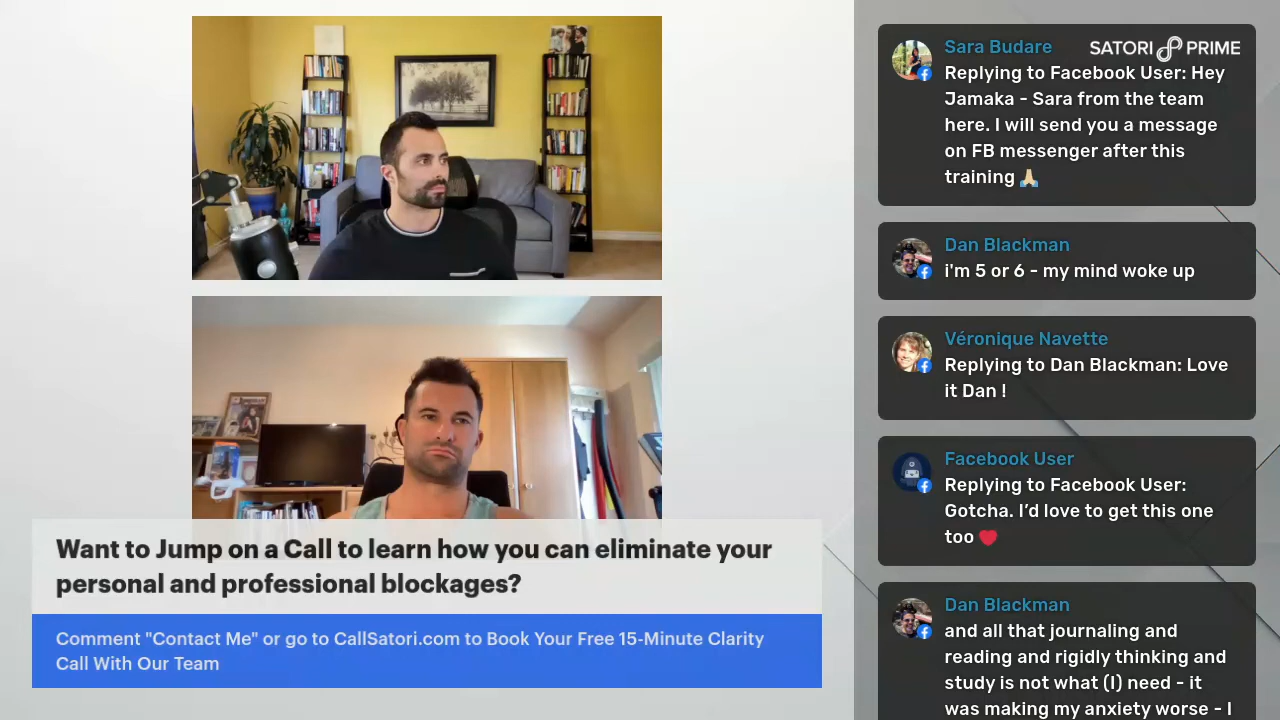 Want to Jump on a Call to learn how you can eliminate your
personal and professional blockages?
Comment "Contact Me" or go to CallSatori.com to Book Your Free 15-Minute Clarity
Call With Our Team
SATORI PRIME
Sara Budare
Replying to Facebook User: Hey
Jamaka - Sara from the team
here. I will send you a message
on FB messenger after this
training 🙏🏼
Dan Blackman
i'm 5 or 6 - my mind woke up
Véronique Navette
Replying to Dan Blackman: Love
it Dan !
Facebook User
Replying to Facebook User:
Gotcha. I’d love to get this one
too ❤️
Dan Blackman
and all that journaling and
reading and rigidly thinking and
study is not what (I) need - it
was making my anxiety worse - I